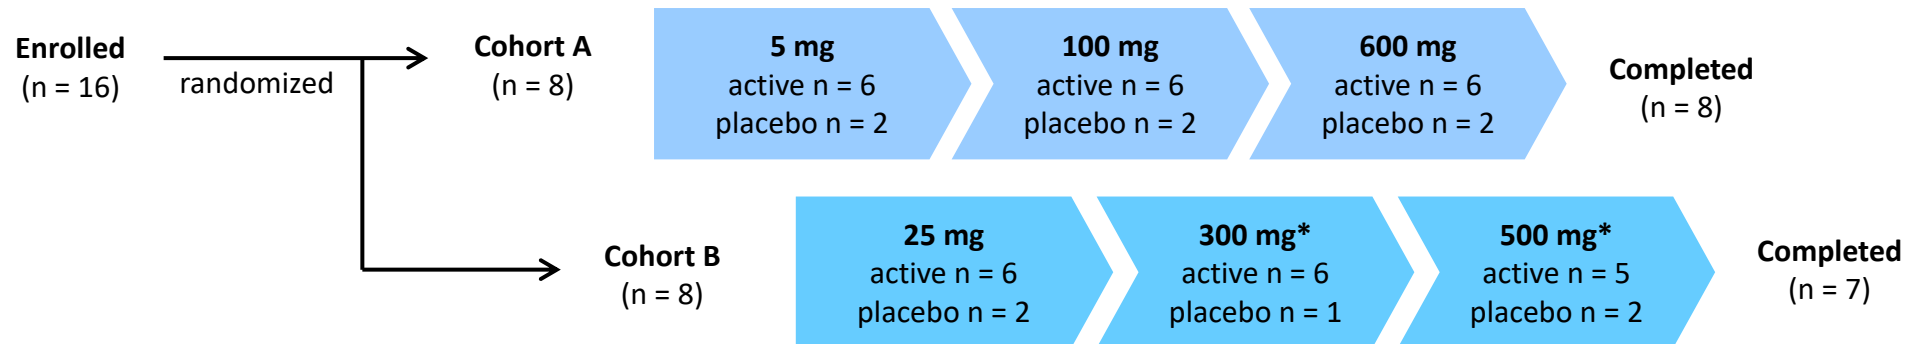 Enrolled
(n = 16)
randomized
Cohort A
(n = 8)
5 mg
active n = 6
placebo n = 2
100 mg
active n = 6
placebo n = 2
600 mg
active n = 6
placebo n = 2
Completed
(n = 8)
Cohort B
(n = 8)
25 mg
active n = 6
placebo n = 2
300 mg*
active n = 6
placebo n = 1
500 mg*
active n = 5
placebo n = 2
Completed
(n = 7)